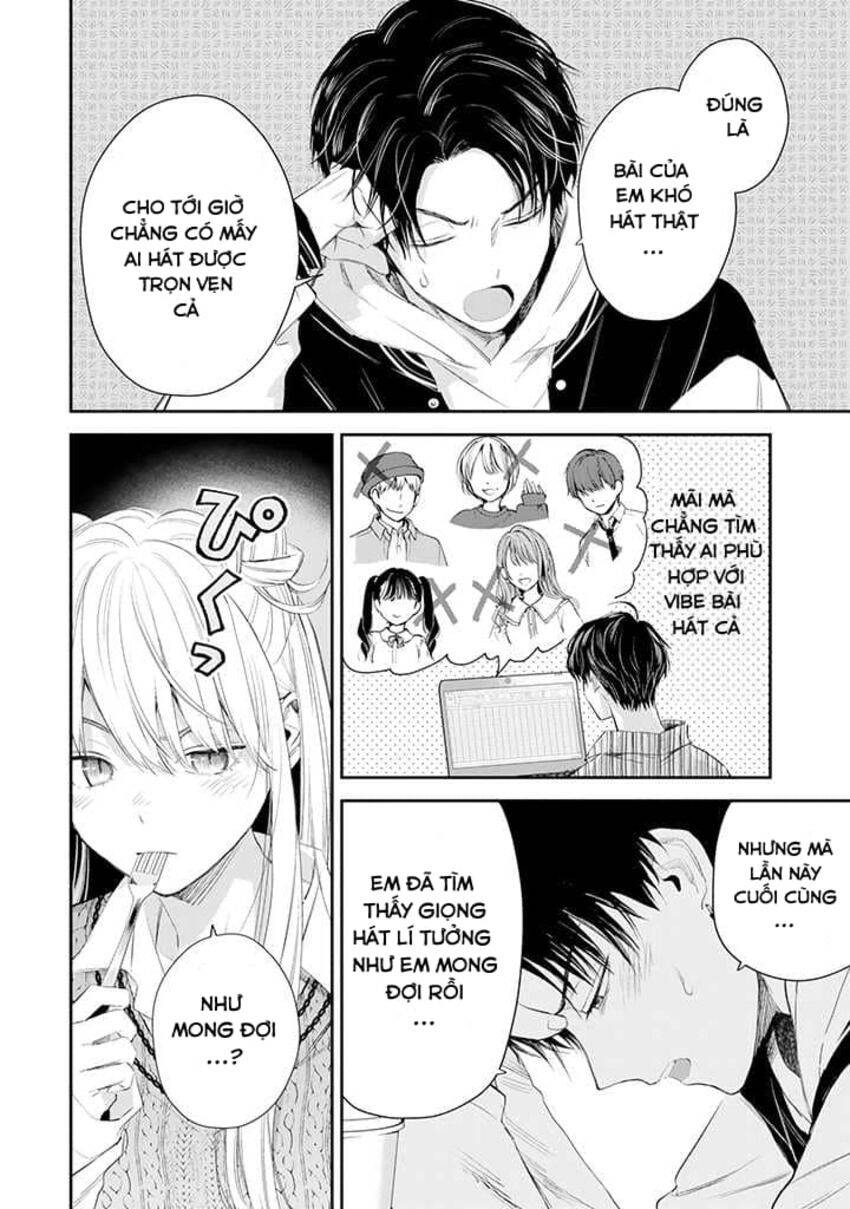 ĐÚNG
LÀ
BÀI CỦA
EM KHÓ
HÁT THẬT
...
CHO TỚI GIỜ
CHẲNG CÓ MẤY
AI HÁT ĐƯỢC
TRỌN VẸN
CẢ
MÃI MÀ
CHẲNG TÌM
THẤY AI PHÙ
HỢP VỚI
VIBE BÀI
HÁT CẢ
ぴくっ
NHƯNG MÀ
LẦN NÀY
CUỐI CÙNG
...
EM ĐÃ TÌM
THẤY GIỌNG
HÁT LÍ TƯỞNG
NHƯ EM MONG
ĐỢI RỒI
...
NHƯ
MONG ĐỢI
...?